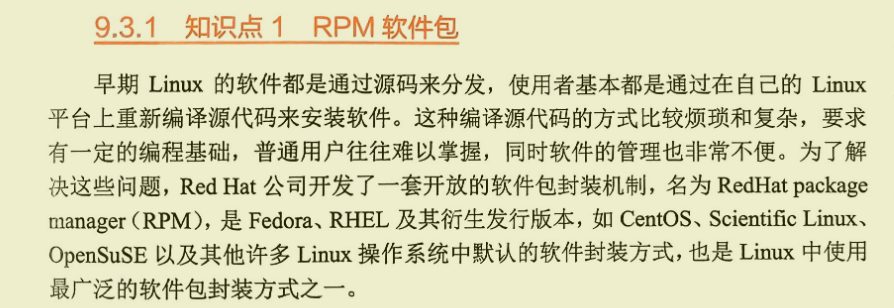 9.3.1 知识点 1 RPM 软件包
早期 Linux 的软件都是通过源码来分发，使用者基本都是通过在自己的 Linux
平台上重新编译源代码来安装软件。这种编译源代码的方式比较烦琐和复杂，要求
有一定的编程基础，普通用户往往难以掌握，同时软件的管理也非常不便。为了解
决这些问题，Red Hat 公司开发了一套开放的软件包封装机制，名为 RedHat package
manager（RPM），是 Fedora、RHEL 及其衍生发行版本，如 CentOS、Scientific Linux、
OpenSuSE 以及其他许多 Linux 操作系统中默认的软件封装方式，也是 Linux 中使用
最广泛的软件包封装方式之一。